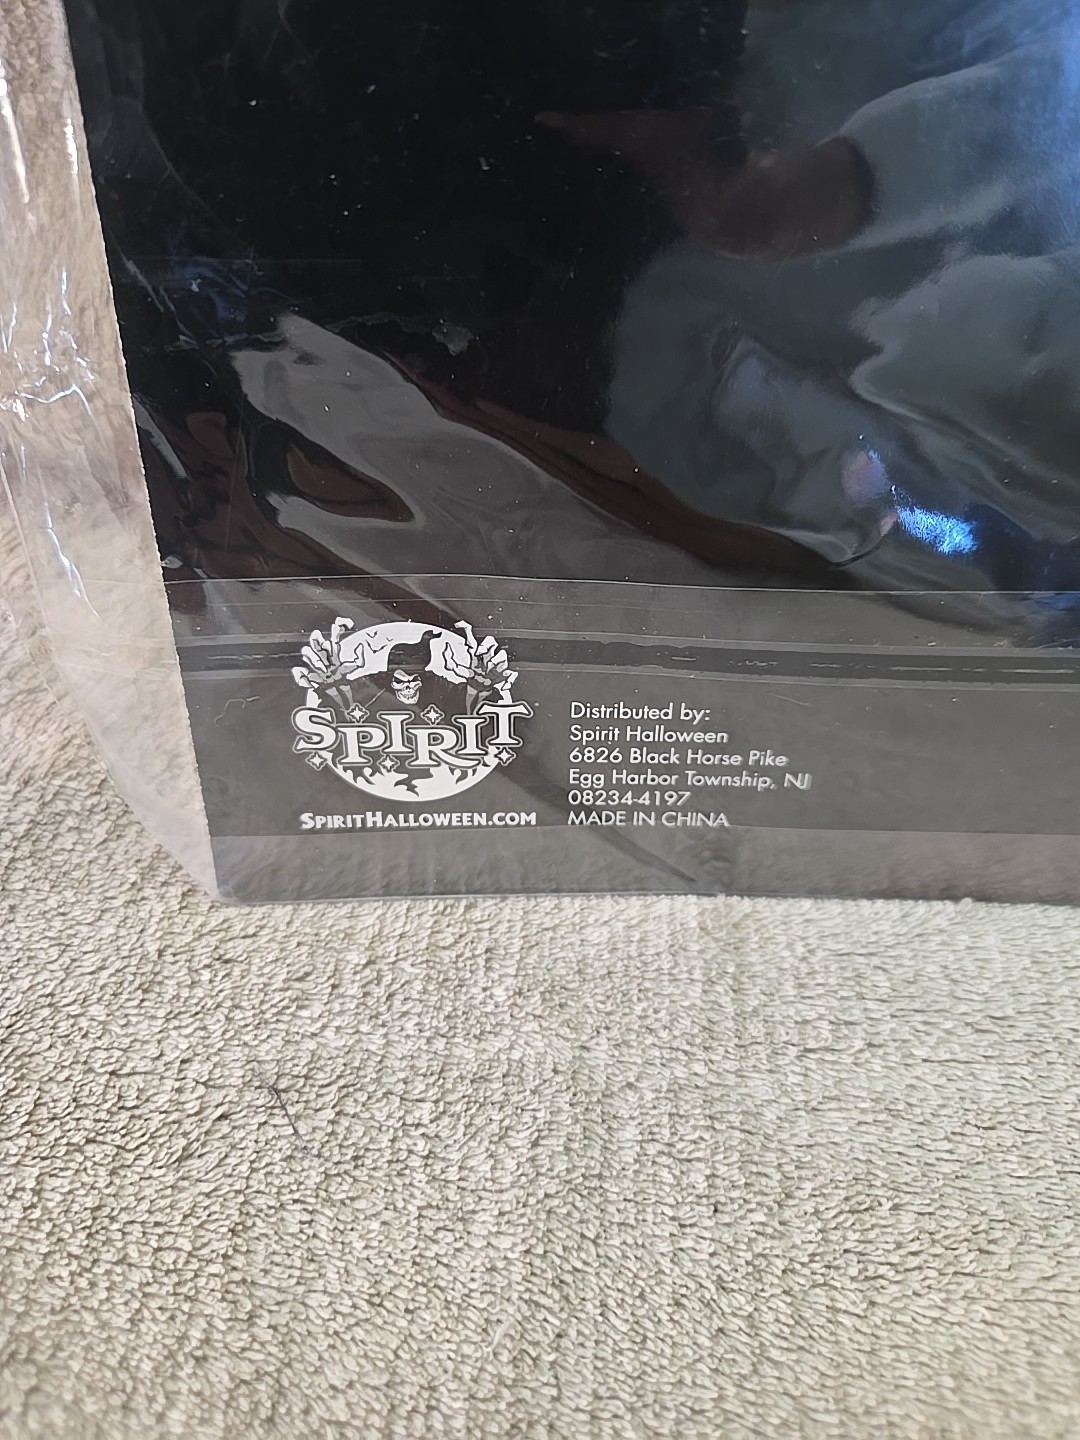 SPIRIT
SPIRITHALLOWEEN.COM
Distributed by:
Spirit Halloween
6826 Black Horse Pike
Egg Harbor Township, NJ
08234-4197
MADE IN CHINA